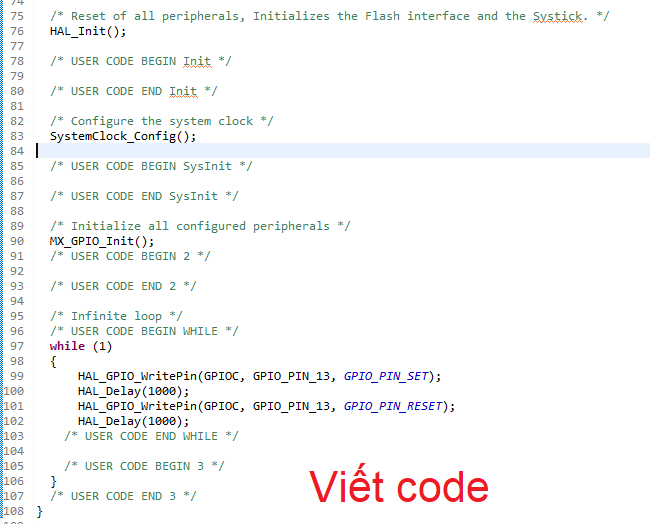 74
75 /* Reset of all peripherals, Initializes the Flash interface and the Systick. */
76 HAL_Init();
77
78 /* USER CODE BEGIN Init */
79
80 /* USER CODE END Init */
81
82 /* Configure the system clock */
83 SystemClock_Config();
84
85 /* USER CODE BEGIN SysInit */
86
87 /* USER CODE END SysInit */
88
89 /* Initialize all configured peripherals */
90 MX_GPIO_Init();
91 /* USER CODE BEGIN 2 */
92
93 /* USER CODE END 2 */
94
95 /* Infinite loop */
96 /* USER CODE BEGIN WHILE */
97 while (1)
98 {
99 HAL_GPIO_WritePin(GPIOC, GPIO_PIN_13, GPIO_PIN_SET);
100 HAL_Delay(1000);
101 HAL_GPIO_WritePin(GPIOC, GPIO_PIN_13, GPIO_PIN_RESET);
102 HAL_Delay(1000);
103 /* USER CODE END WHILE */
104
105 /* USER CODE BEGIN 3 */
106 }
107 /* USER CODE END 3 */
108 }
Viết code